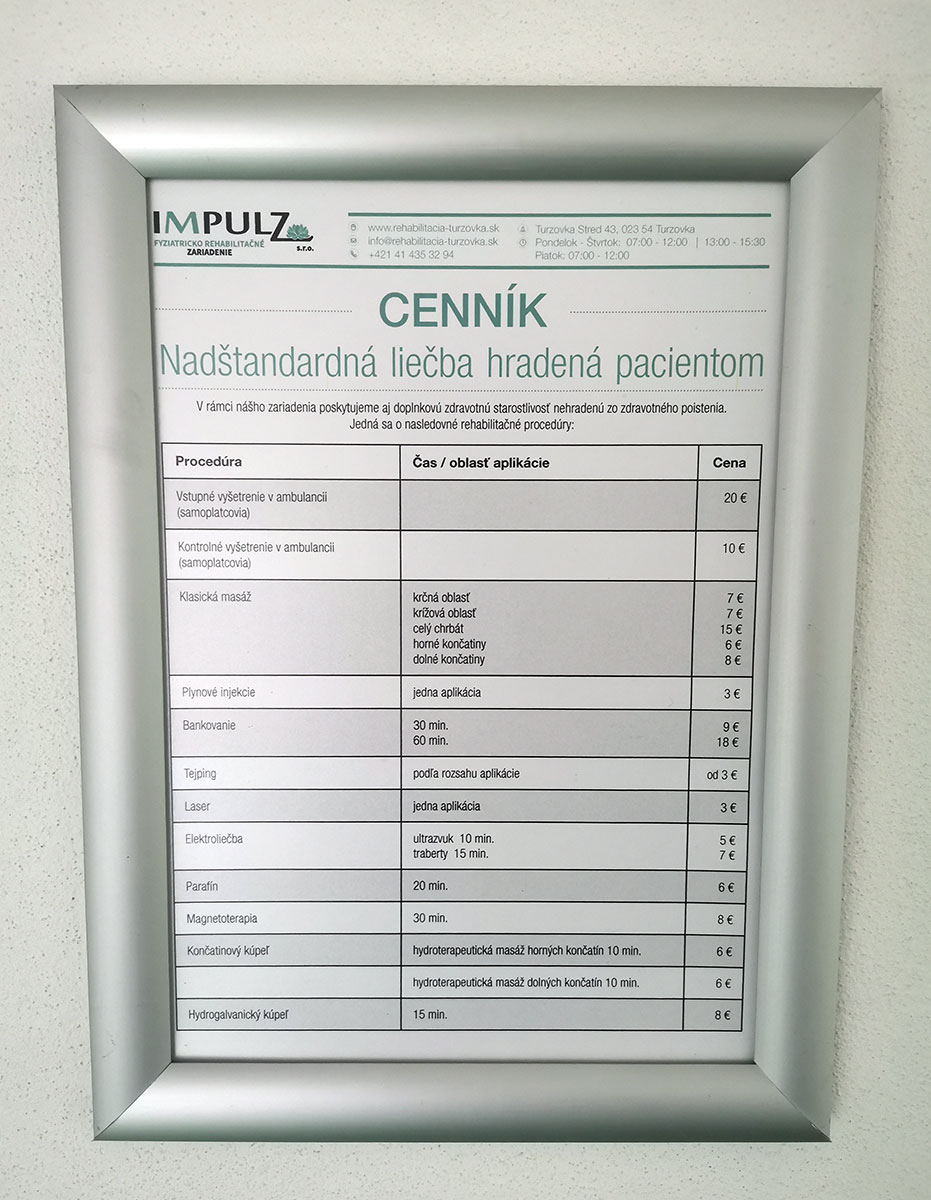 IMPULZ
FYZIATRICKO REHABILITAČNÉ
ZARIADENIE
s.r.o.
www.rehabilitacia-turzovka.sk
info@rehabilitacia-turzovka.sk
+421 41 435 32 94
Turzovka Stred 43, 023 54 Turzovka
Pondelok - Štvrtok: 07:00 - 12:00 | 13:00 - 15:30
Piatok: 07:00 - 12:00
CENNÍK
Nadštandardná liečba hradená pacientom
V rámci nášho zariadenia poskytujeme aj doplnkovú zdravotnú starostlivosť nehradenú zo zdravotného poistenia.
Jedná sa o nasledovné rehabilitačné procedúry:
Procedúra Čas / oblasť aplikácie Cena
Vstupné vyšetrenie v ambulancii 20 €
(samoplatcovia)
Kontrolné vyšetrenie v ambulancii 10 €
(samoplatcovia)
Klasická masáž krčná oblasť 7 €
krížová oblasť 7 €
celý chrbát 15 €
horné končatiny 6 €
dolné končatiny 8 €
Plynové injekcie jedna aplikácia 3 €
Bankovanie 30 min. 9 €
60 min. 18 €
Tejping podľa rozsahu aplikácie od 3 €
Laser jedna aplikácia 3 €
Elektroliečba ultrazvuk 10 min. 5 €
traberty 15 min. 7 €
Parafín 20 min. 6 €
Magnetoterapia 30 min. 8 €
Končatinový kúpeľ hydroterapeutická masáž horných končatín 10 min. 6 €
hydroterapeutická masáž dolných končatín 10 min. 6 €
Hydrogalvanický kúpeľ 15 min. 8 €